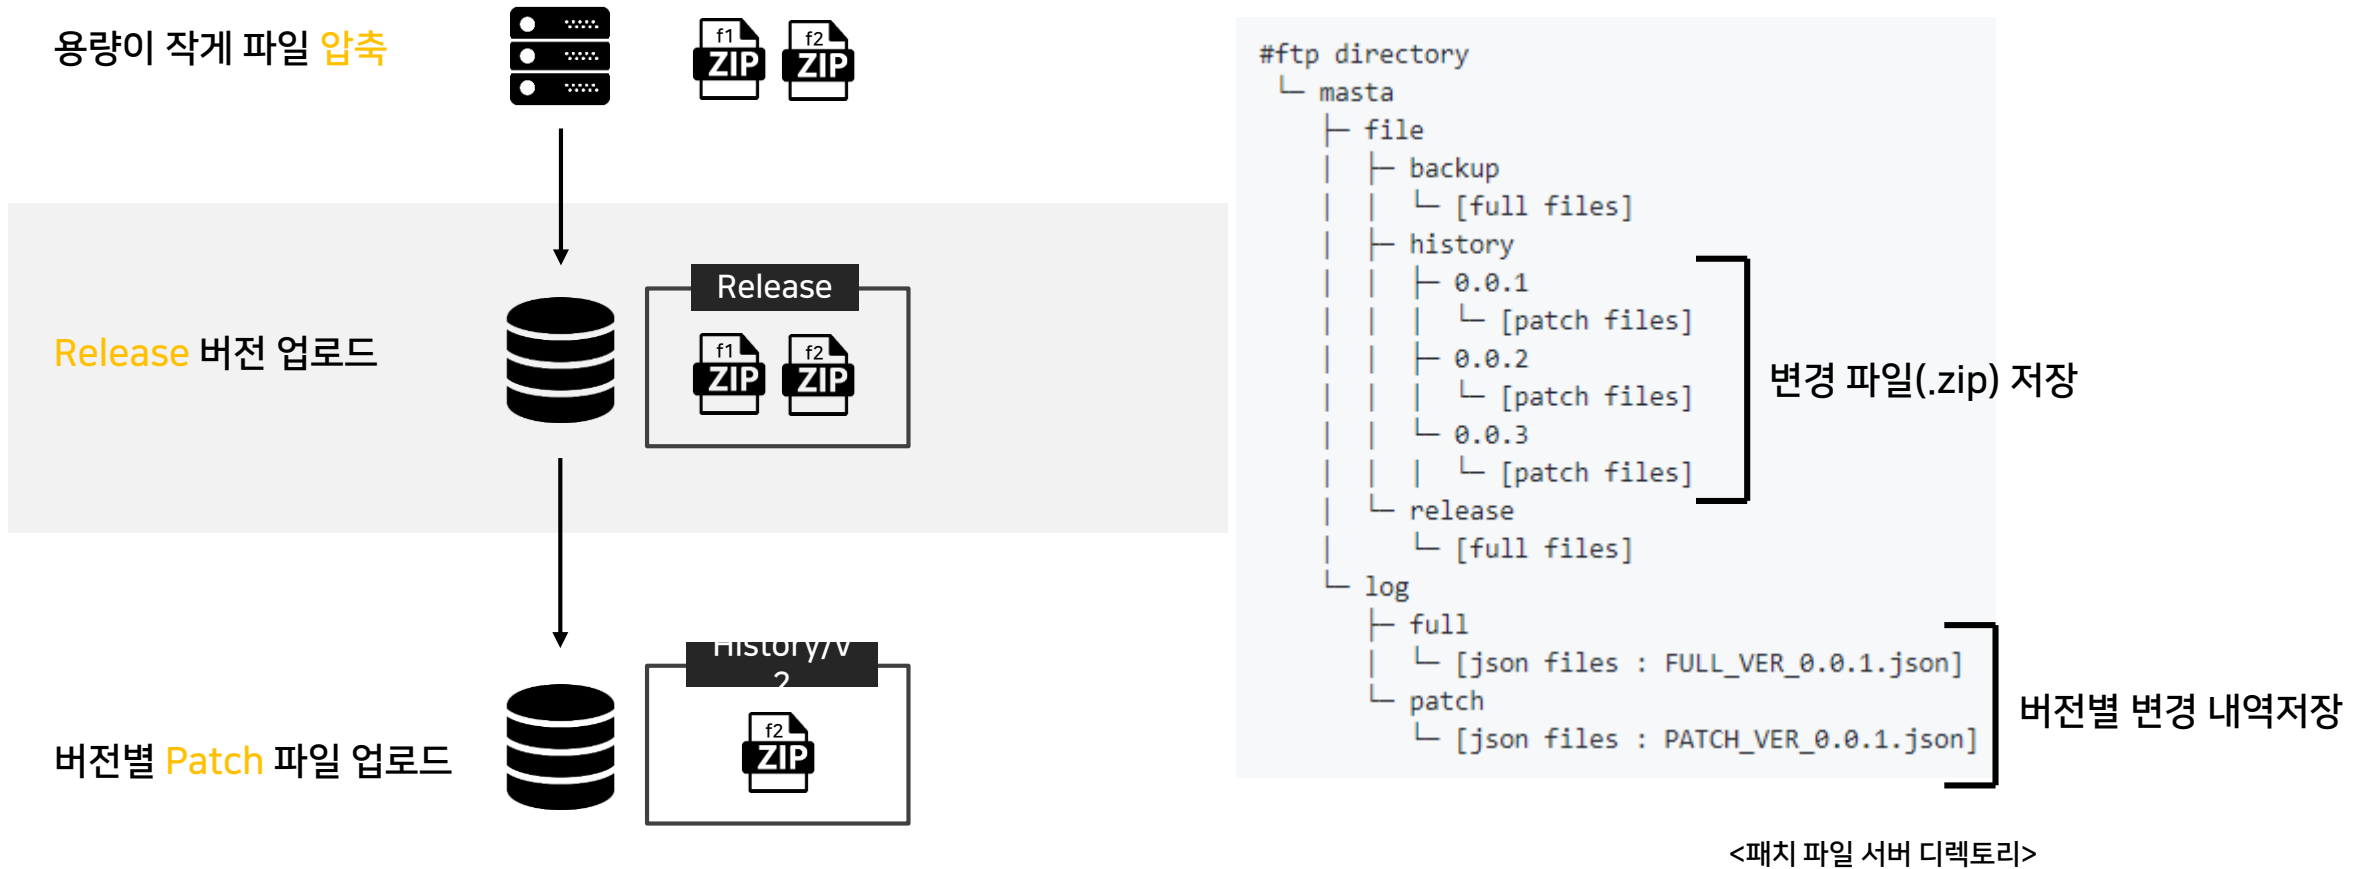 용량이 작게 파일 압축
f1
ZIP
f2
ZIP
Release 버전 업로드
Release
f1
ZIP
f2
ZIP
버전별 Patch 파일 업로드
History/V
2
f2
ZIP
#ftp directory
└─ masta
├─ file
│ ├─ backup
│ │ └─ [full files]
│ ├─ history
│ │ ├─ 0.0.1
│ │ │ └─ [patch files]
│ │ ├─ 0.0.2
│ │ │ └─ [patch files]
│ │ └─ 0.0.3
│ │ │ └─ [patch files]
│ └─ release
│ └─ [full files]
└─ log
├─ full
│ └─ [json files : FULL_VER_0.0.1.json]
└─ patch
└─ [json files : PATCH_VER_0.0.1.json]
변경 파일(.zip) 저장
버전별 변경 내역저장
<패치 파일 서버 디렉토리>